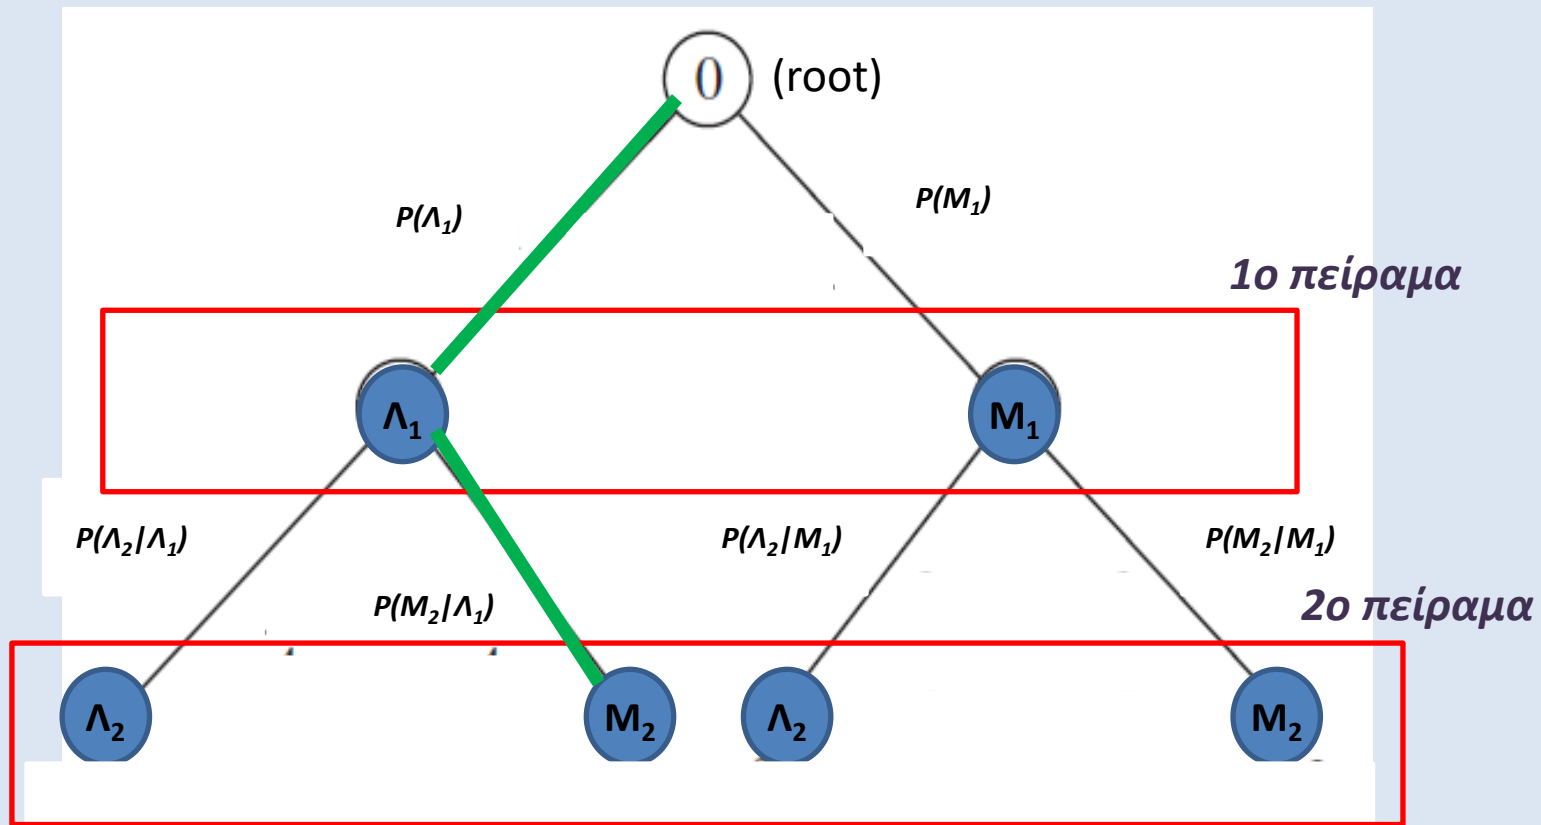 0 (root)
P(Λ₁)
P(M₁)
1ο πείραμα
Λ₁
M₁
P(Λ₂|Λ₁)
P(M₂|Λ₁)
P(Λ₂|M₁)
P(M₂|M₁)
2ο πείραμα
Λ₂
M₂
Λ₂
M₂